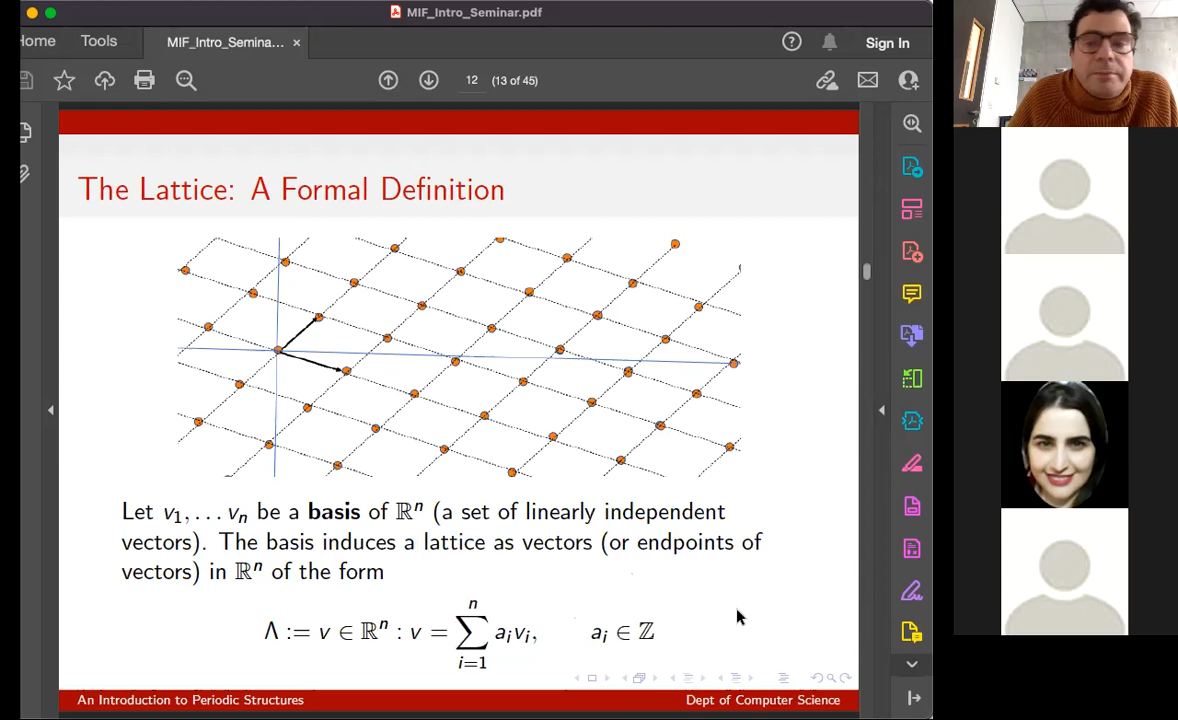 MIF_Intro_Seminar.pdf
Home Tools MIF_Intro_Semina... × Sign In
12 (13 of 45)
The Lattice: A Formal Definition
Let v₁, . . . vₙ be a basis of ℝⁿ (a set of linearly independent
vectors). The basis induces a lattice as vectors (or endpoints of
vectors) in ℝⁿ of the form
Λ := v ∈ ℝⁿ : v = ∑ᵢ₌₁ⁿ aᵢvᵢ, aᵢ ∈ ℤ
An Introduction to Periodic Structures Dept of Computer Science